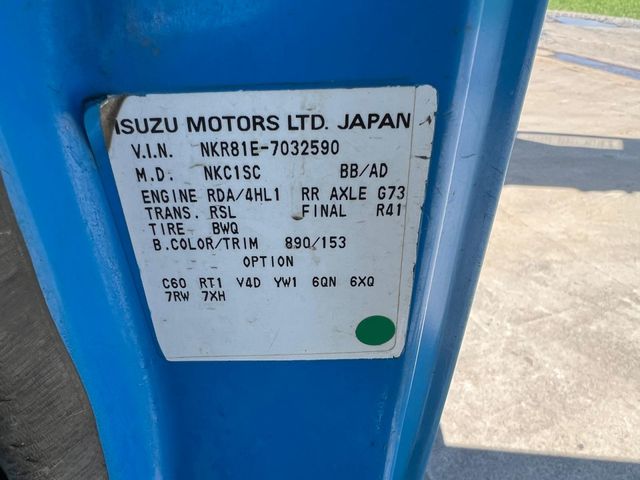 ISUZU MOTORS LTD. JAPAN
V.I.N. NKR81E-7032590
M.D. NKC1SC BB/AD
ENGINE RDA/4HL1 RR AXLE G73
TRANS. RSL FINAL R41
TIRE BWQ
B.COLOR/TRIM 890/153
OPTION
C60 RT1 V4D YW1 6QN 6XQ
7RW 7XH